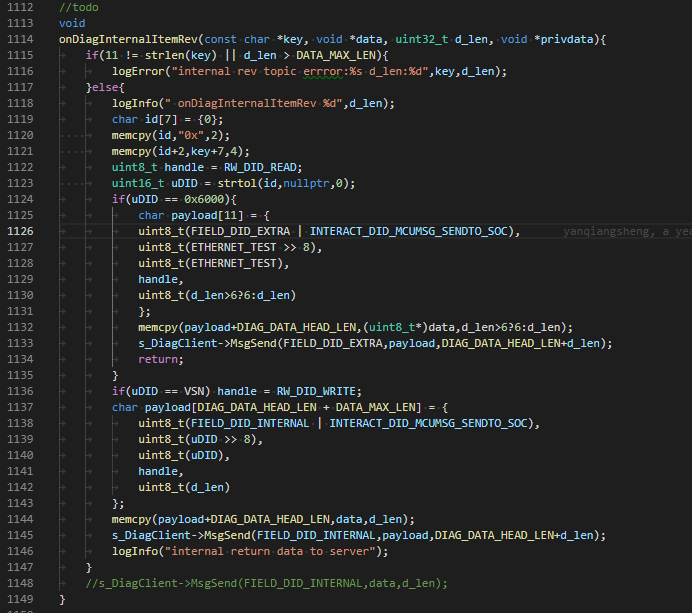 1112 //todo
1113 void
1114 onDiagInternalItemRev(const char *key, void *data, uint32_t d_len, void *privdata){
1115 if(11 != strlen(key) || d_len > DATA_MAX_LEN){
1116 logError("internal rev topic errror:%s d_len:%d",key,d_len);
1117 }else{
1118 logInfo(" onDiagInternalItemRev %d",d_len);
1119 char id[7] = {0};
1120 memcpy(id,"0x",2);
1121 memcpy(id+2,key+7,4);
1122 uint8_t handle = RW_DID_READ;
1123 uint16_t uDID = strtol(id,nullptr,0);
1124 if(uDID == 0x6000){
1125 char payload[11] = {
1126 uint8_t(FIELD_DID_EXTRA | INTERACT_DID_MCUMSG_SENDTO_SOC), yanqiangsheng, a yea
1127 uint8_t(ETHERNET_TEST >> 8),
1128 uint8_t(ETHERNET_TEST),
1129 handle,
1130 uint8_t(d_len>6?6:d_len)
1131 };
1132 memcpy(payload+DIAG_DATA_HEAD_LEN,(uint8_t*)data,d_len>6?6:d_len);
1133 s_DiagClient->MsgSend(FIELD_DID_EXTRA,payload,DIAG_DATA_HEAD_LEN+d_len);
1134 return;
1135 }
1136 if(uDID == VSN) handle = RW_DID_WRITE;
1137 char payload[DIAG_DATA_HEAD_LEN + DATA_MAX_LEN] = {
1138 uint8_t(FIELD_DID_INTERNAL | INTERACT_DID_MCUMSG_SENDTO_SOC),
1139 uint8_t(uDID >> 8),
1140 uint8_t(uDID),
1141 handle,
1142 uint8_t(d_len)
1143 };
1144 memcpy(payload+DIAG_DATA_HEAD_LEN,data,d_len);
1145 s_DiagClient->MsgSend(FIELD_DID_INTERNAL,payload,DIAG_DATA_HEAD_LEN+d_len);
1146 logInfo("internal return data to server");
1147 }
1148 //s_DiagClient->MsgSend(FIELD_DID_INTERNAL,data,d_len);
1149 }